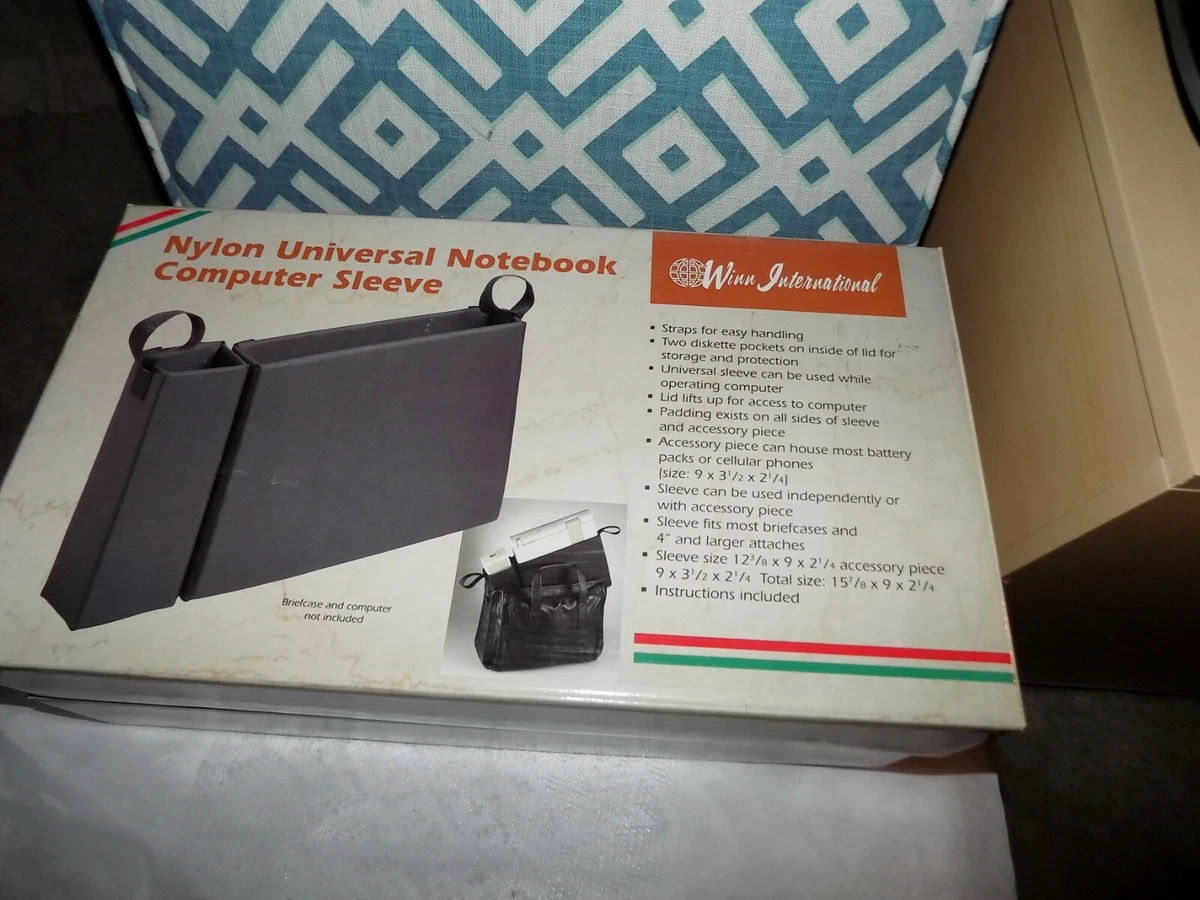 Nylon Universal Notebook
Computer Sleeve
Winn International
▪ Straps for easy handling
▪ Two diskette pockets on inside of lid for
storage and protection
▪ Universal sleeve can be used while
operating computer
▪ Lid lifts up for access to computer
▪ Padding exists on all sides of sleeve
and accessory piece
▪ Accessory piece can house most battery
packs or cellular phones
(size: 9 x 3 1/2 x 2 1/4)
▪ Sleeve can be used independently or
with accessory piece
▪ Sleeve fits most briefcases and
4" and larger attaches
▪ Sleeve size 12 3/8 x 9 x 2 1/4 accessory piece
9 x 3 1/2 x 2 1/4 Total size: 15 7/8 x 9 x 2 1/4
▪ Instructions included
Briefcase and computer
not included